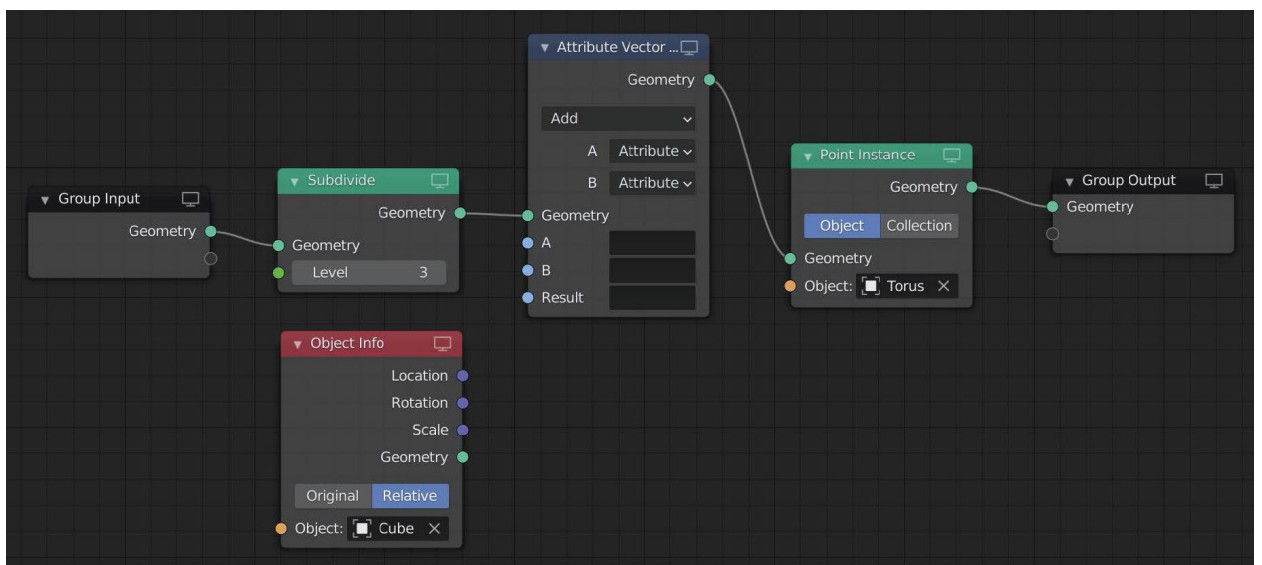 Group Input
Geometry
Subdivide
Geometry
Geometry
Level 3
Object Info
Location
Rotation
Scale
Geometry
Original Relative
Object: Cube
Attribute Vector ...
Geometry
Add
A Attribute
B Attribute
Geometry
A
B
Result
Point Instance
Geometry
Object Collection
Geometry
Object: Torus
Group Output
Geometry